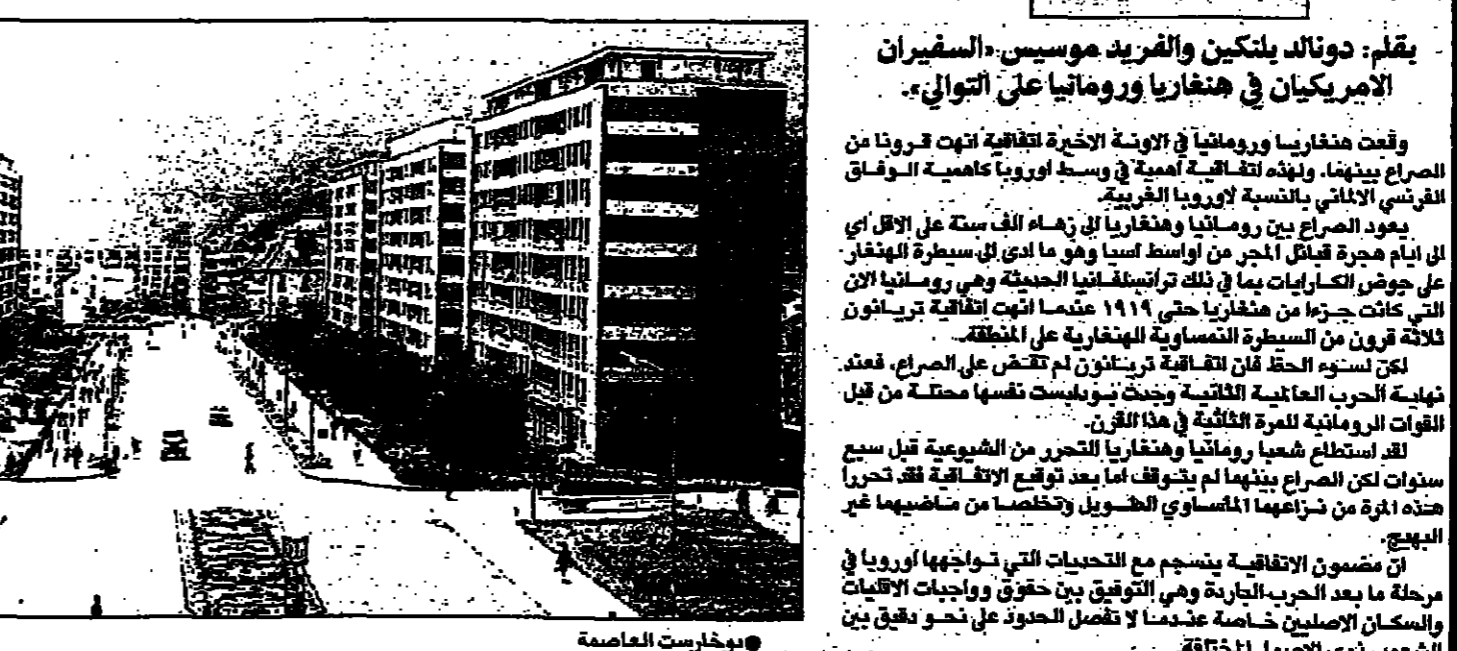 بقلم: دونالد بلنكين والفريد موسيس «السفيران
الامريكيان في هنغاريا ورومانيا على التوالي».
وقعت هنغاريا ورومانيا في الاونة الاخيرة اتفاقية انهت قرونا من
الصراع بينهما. ولهذه اتفاقية اهمية في وسط اوروبا كاهمية الوفاق
الفرنسي الالماني بالنسبة لاوروبا الغربية.
يعود الصراع بين رومانيا وهنغاريا الى زهاء الف سنة على الاقل اي
الى ايام هجرة قبائل المجر من اواسط اسيا وهو ما ادى الى سيطرة الهنغار
على حوض الكارايات بما في ذلك ترانسلفانيا الحديثة وهي رومانيا الان
التي كانت جزءا من هنغاريا حتى ١٩١٩ عندما انهت اتفاقية تريانون
ثلاثة قرون من السيطرة النمساوية الهنغارية على المنطقة.
لكن لسوء الحظ فان اتفاقية تريانون لم تقض على الصراع، فعند
نهاية الحرب العالمية الثانية وجدت بودابست نفسها محتلة من قبل
القوات الرومانية للمرة الثانية في هذا القرن.
لقد استطاع شعبا رومانيا وهنغاريا التحرر من الشيوعية قبل سبع
سنوات لكن الصراع بينهما لم يتوقف اما بعد توقيع الاتفاقية فقد تحررا
هذه المرة من نزاعهما المأساوي الطويل وتخلصا من ماضيهما غير
البهيج.
ان مضمون الاتفاقية ينسجم مع التحديات التي تواجهها اوروبا في
مرحلة ما بعد الحرب الباردة وهي التوفيق بين حقوق وواجبات الاقليات
والسكان الاصليين خاصة عندما لا تفصل الحدود على نحو دقيق بين
الشعوب ذوي الاصول المختلفة.
●بوخارست العاصمة